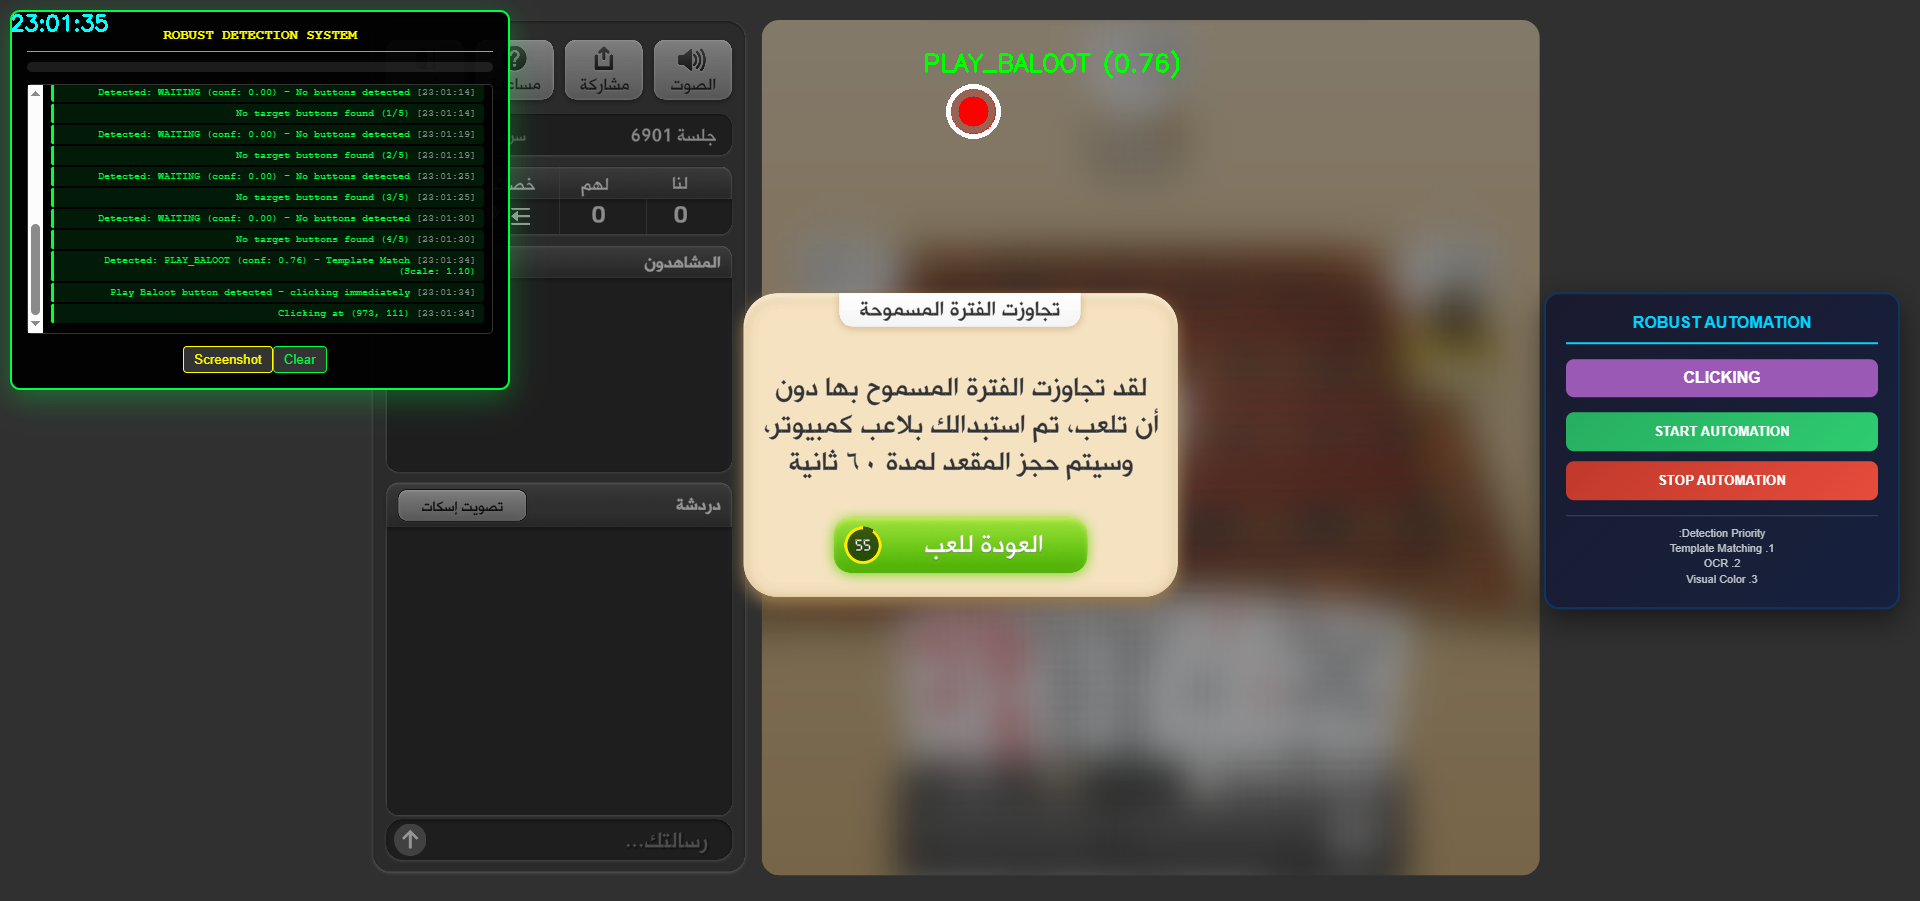 23:01:35
ROBUST DETECTION SYSTEM
Detected: WAITING (conf: 0.00) - No buttons detected [23:01:14]
No target buttons found (1/5) [23:01:14]
Detected: WAITING (conf: 0.00) - No buttons detected [23:01:19]
No target buttons found (2/5) [23:01:19]
Detected: WAITING (conf: 0.00) - No buttons detected [23:01:25]
No target buttons found (3/5) [23:01:25]
Detected: WAITING (conf: 0.00) - No buttons detected [23:01:30]
No target buttons found (4/5) [23:01:30]
Detected: PLAY_BALOOT (conf: 0.76) - Template Match [23:01:34]
(Scale: 1.10)
Play Baloot button detected - clicking immediately [23:01:34]
Clicking at (973, 111) [23:01:34]
Screenshot
Clear
الصوت
مشاركة
جلسة 6901
لنا
لهم
0
0
المشاهدون
دردشة
تصويت إسكات
رسالتك...
PLAY_BALOOT (0.76)
تجاوزت الفترة المسموحة
لقد تجاوزت الفترة المسموح بها دون
أن تلعب، تم استبدالك بلاعب كمبيوتر،
وسيتم حجز المقعد لمدة ٦٠ ثانية
العودة للعب
55
ROBUST AUTOMATION
CLICKING
START AUTOMATION
STOP AUTOMATION
:Detection Priority
Template Matching .1
OCR .2
Visual Color .3